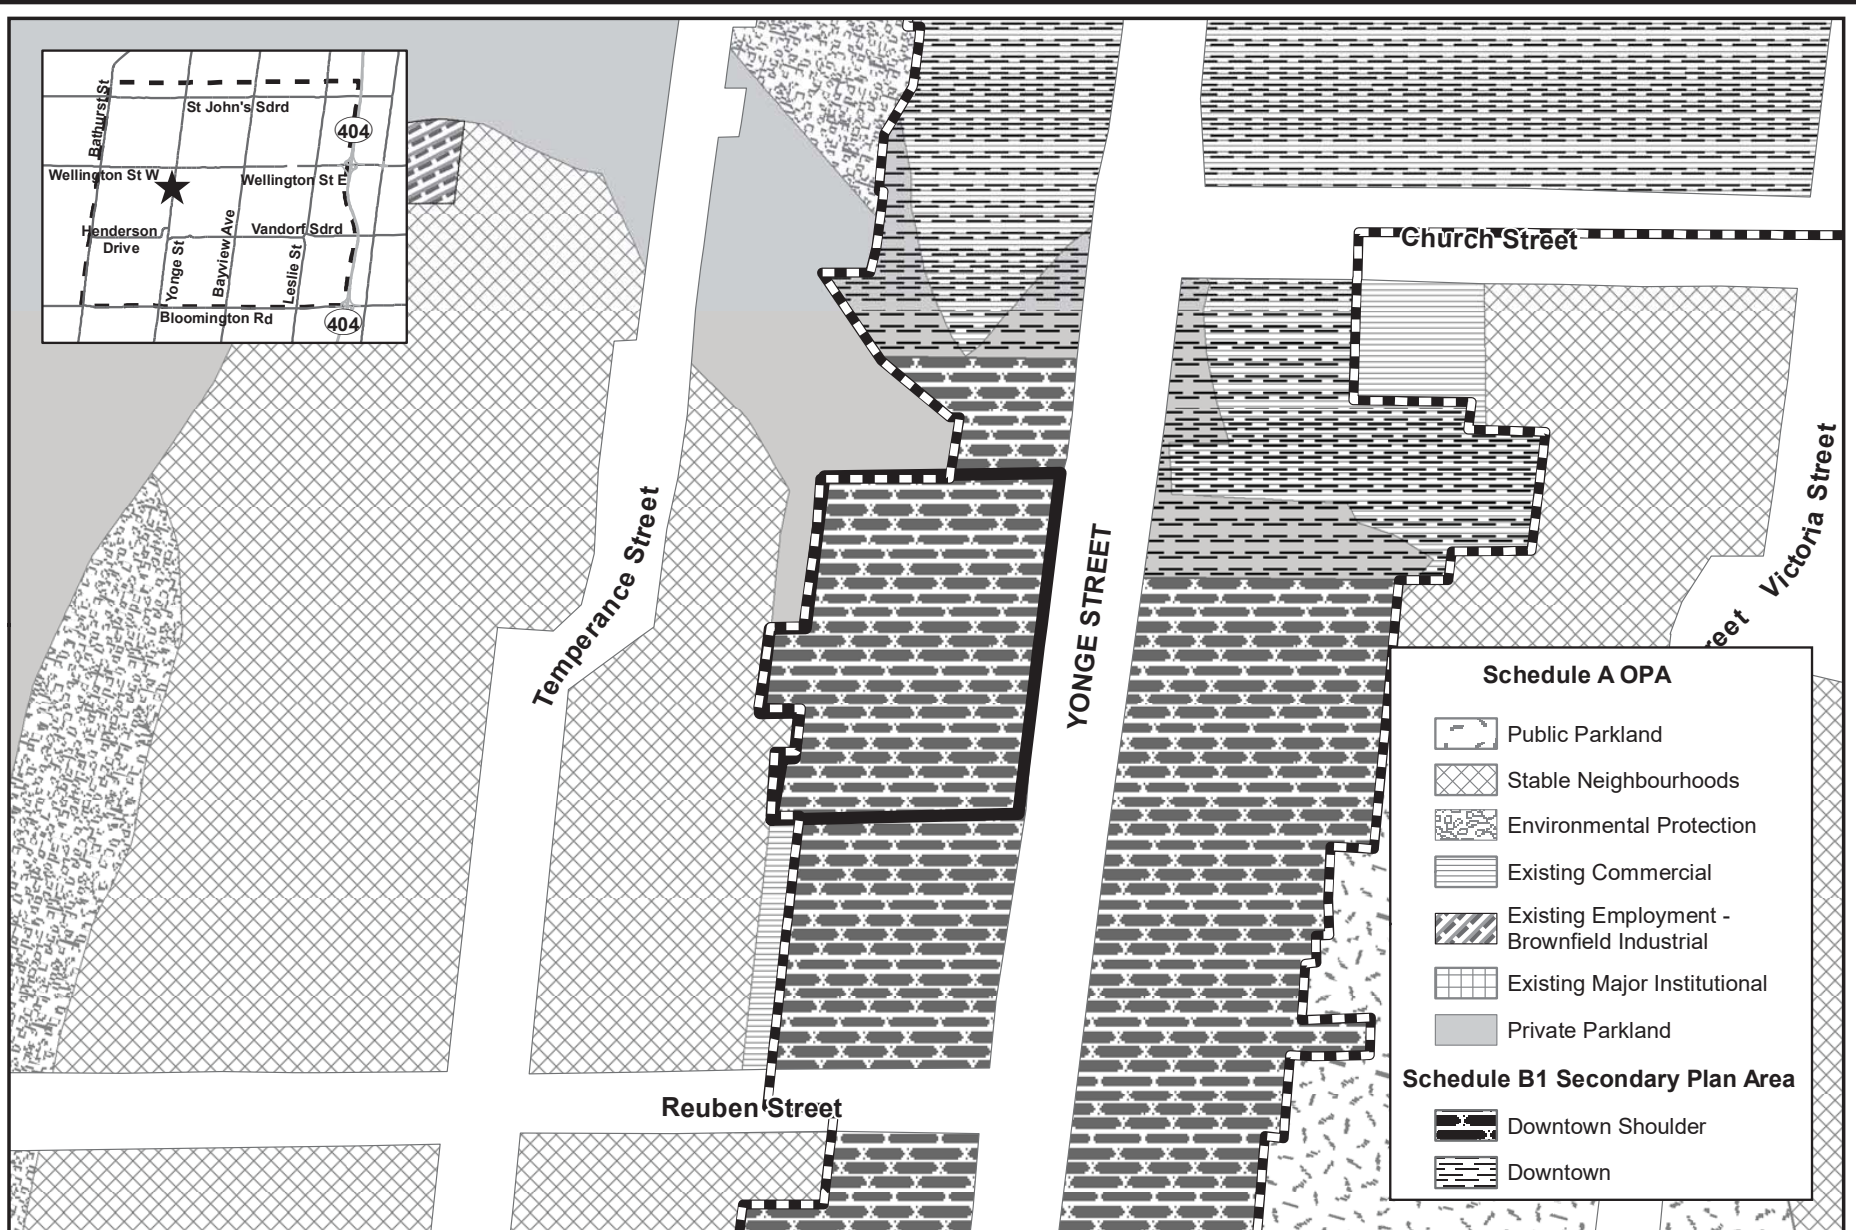 Bathurst St
St John's Sdrd
404
Wellington St W
Wellington St E
Henderson
Drive
Vandorf Sdrd
Yonge St
Bayview Ave
Leslie St
Bloomington Rd
404
Church Street
Temperance Street
YONGE STREET
Victoria Street
reet
Reuben Street
Schedule A OPA
Public Parkland
Stable Neighbourhoods
Environmental Protection
Existing Commercial
Existing Employment -
Brownfield Industrial
Existing Major Institutional
Private Parkland
Schedule B1 Secondary Plan Area
Downtown Shoulder
Downtown